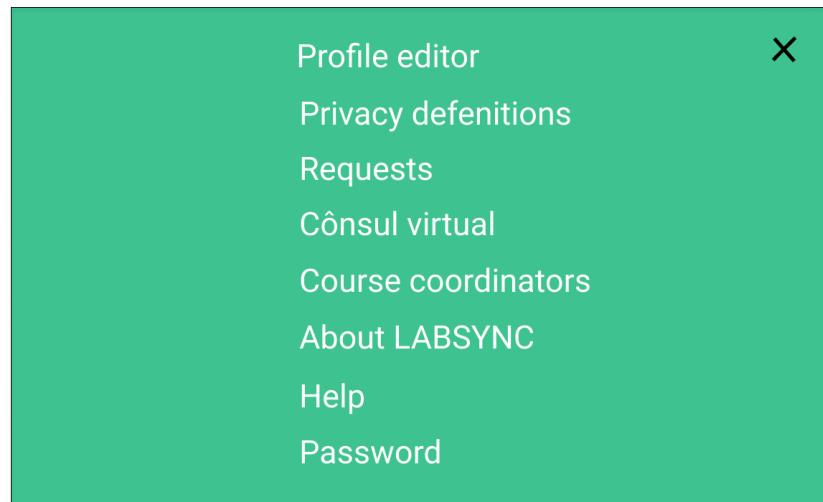 Profile editor
Privacy defenitions
Requests
Cônsul virtual
Course coordinators
About LABSYNC
Help
Password